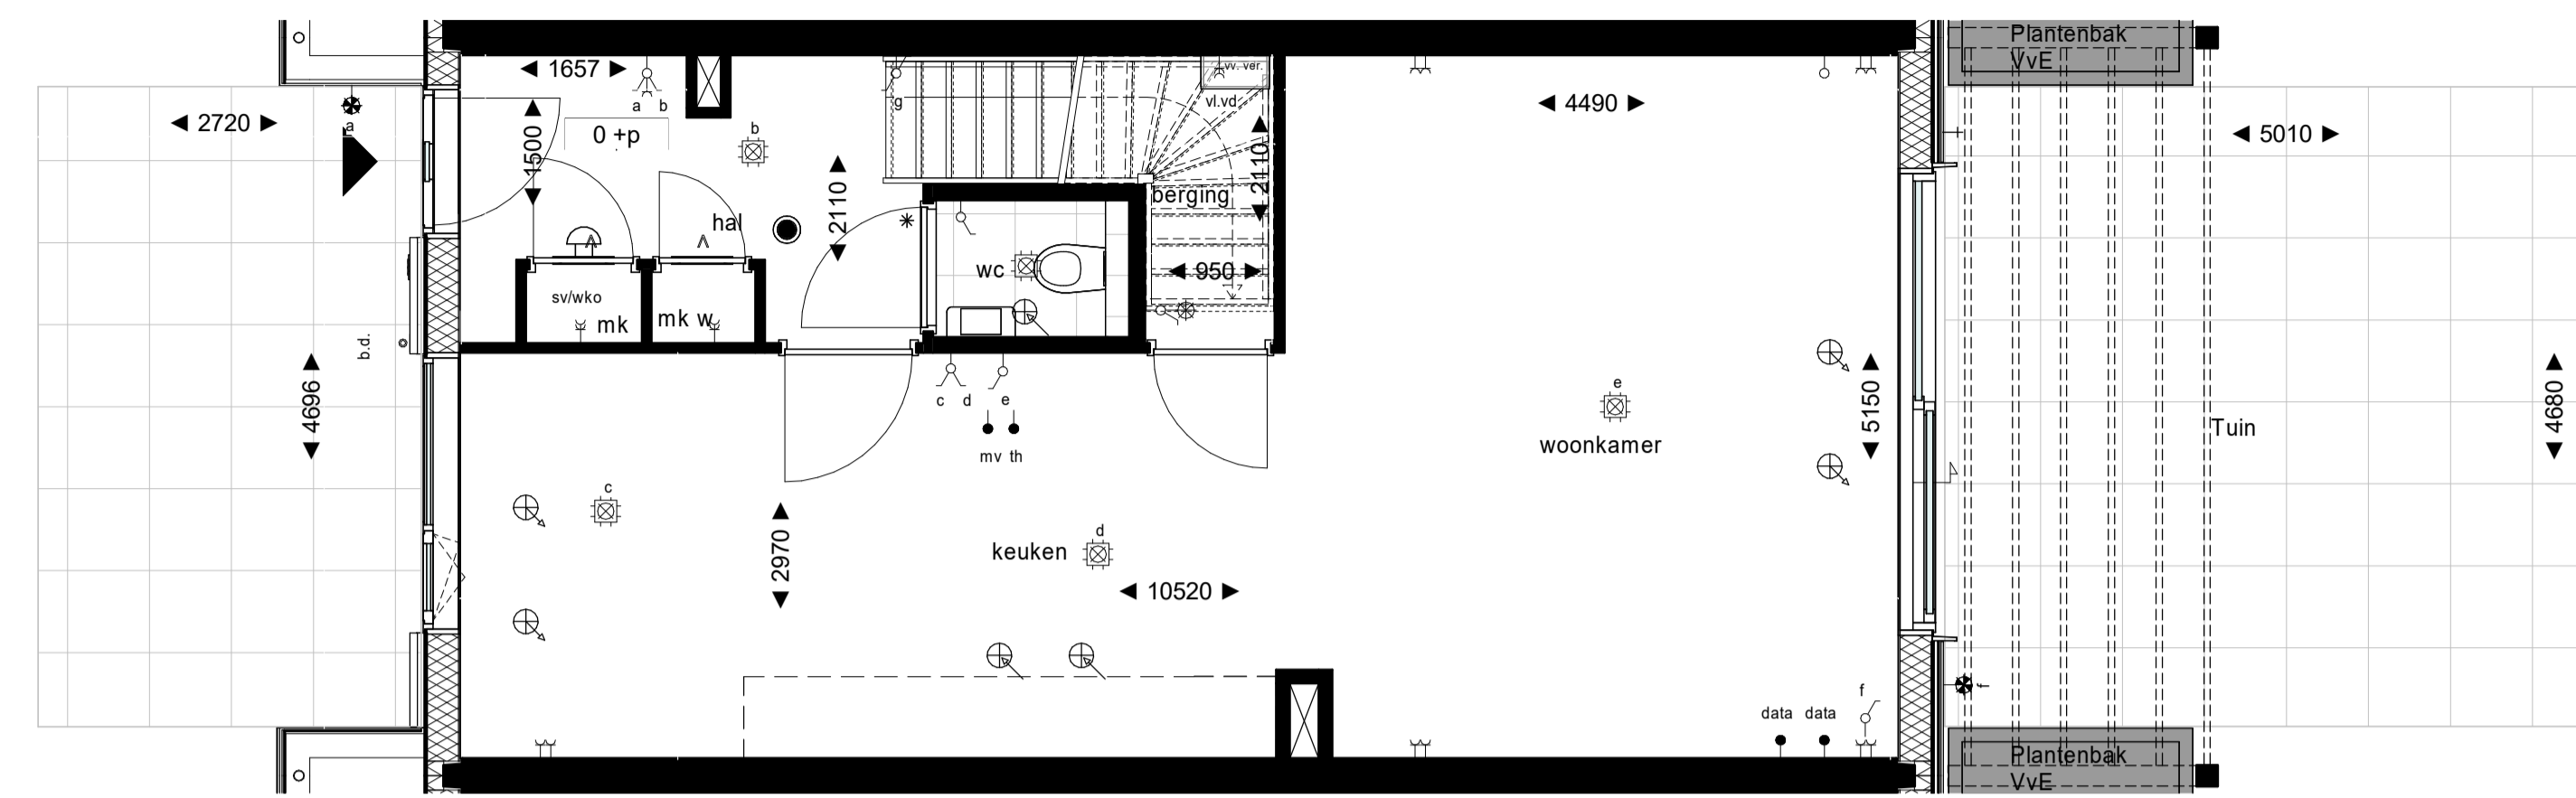 Plantenbak
VvE
1657
a b
g
vv. ver.
vl.vd
4490
2720
a
1500
0 +p
b
2110
2110
5010
hal
berging
wc
950
sv/wko
mk
mk w
b.d.
4696
c d e
mv th
e
woonkamer
5150
Tuin
4680
c
2970
keuken
d
10520
f
data data
f
Plantenbak
VvE